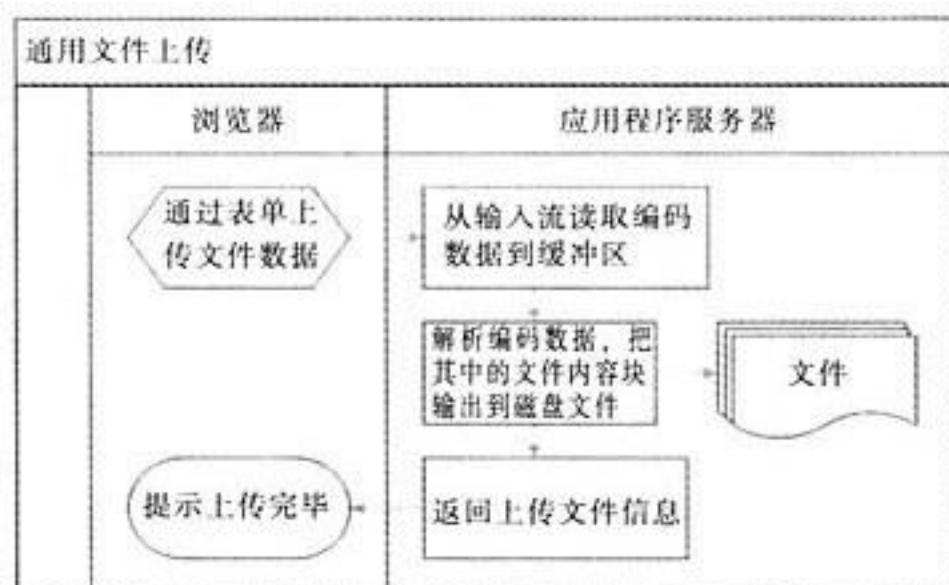 通用文件上传
浏览器
应用程序服务器
通过表单上
传文件数据
从输入流读取编码
数据到缓冲区
解析编码数据，把
其中的文件内容块
输出到磁盘文件
文件
提示上传完毕
返回上传文件信息